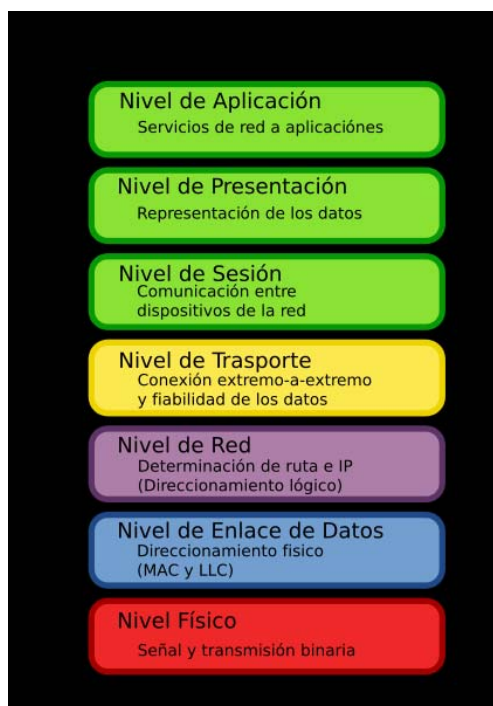 Nivel de Aplicación
Servicios de red a aplicaciónes
Nivel de Presentación
Representación de los datos
Nivel de Sesión
Comunicación entre
dispositivos de la red
Nivel de Trasporte
Conexión extremo-a-extremo
y fiabilidad de los datos
Nivel de Red
Determinación de ruta e IP
(Direccionamiento lógico)
Nivel de Enlace de Datos
Direccionamiento fisico
(MAC y LLC)
Nivel Físico
Señal y transmisión binaria